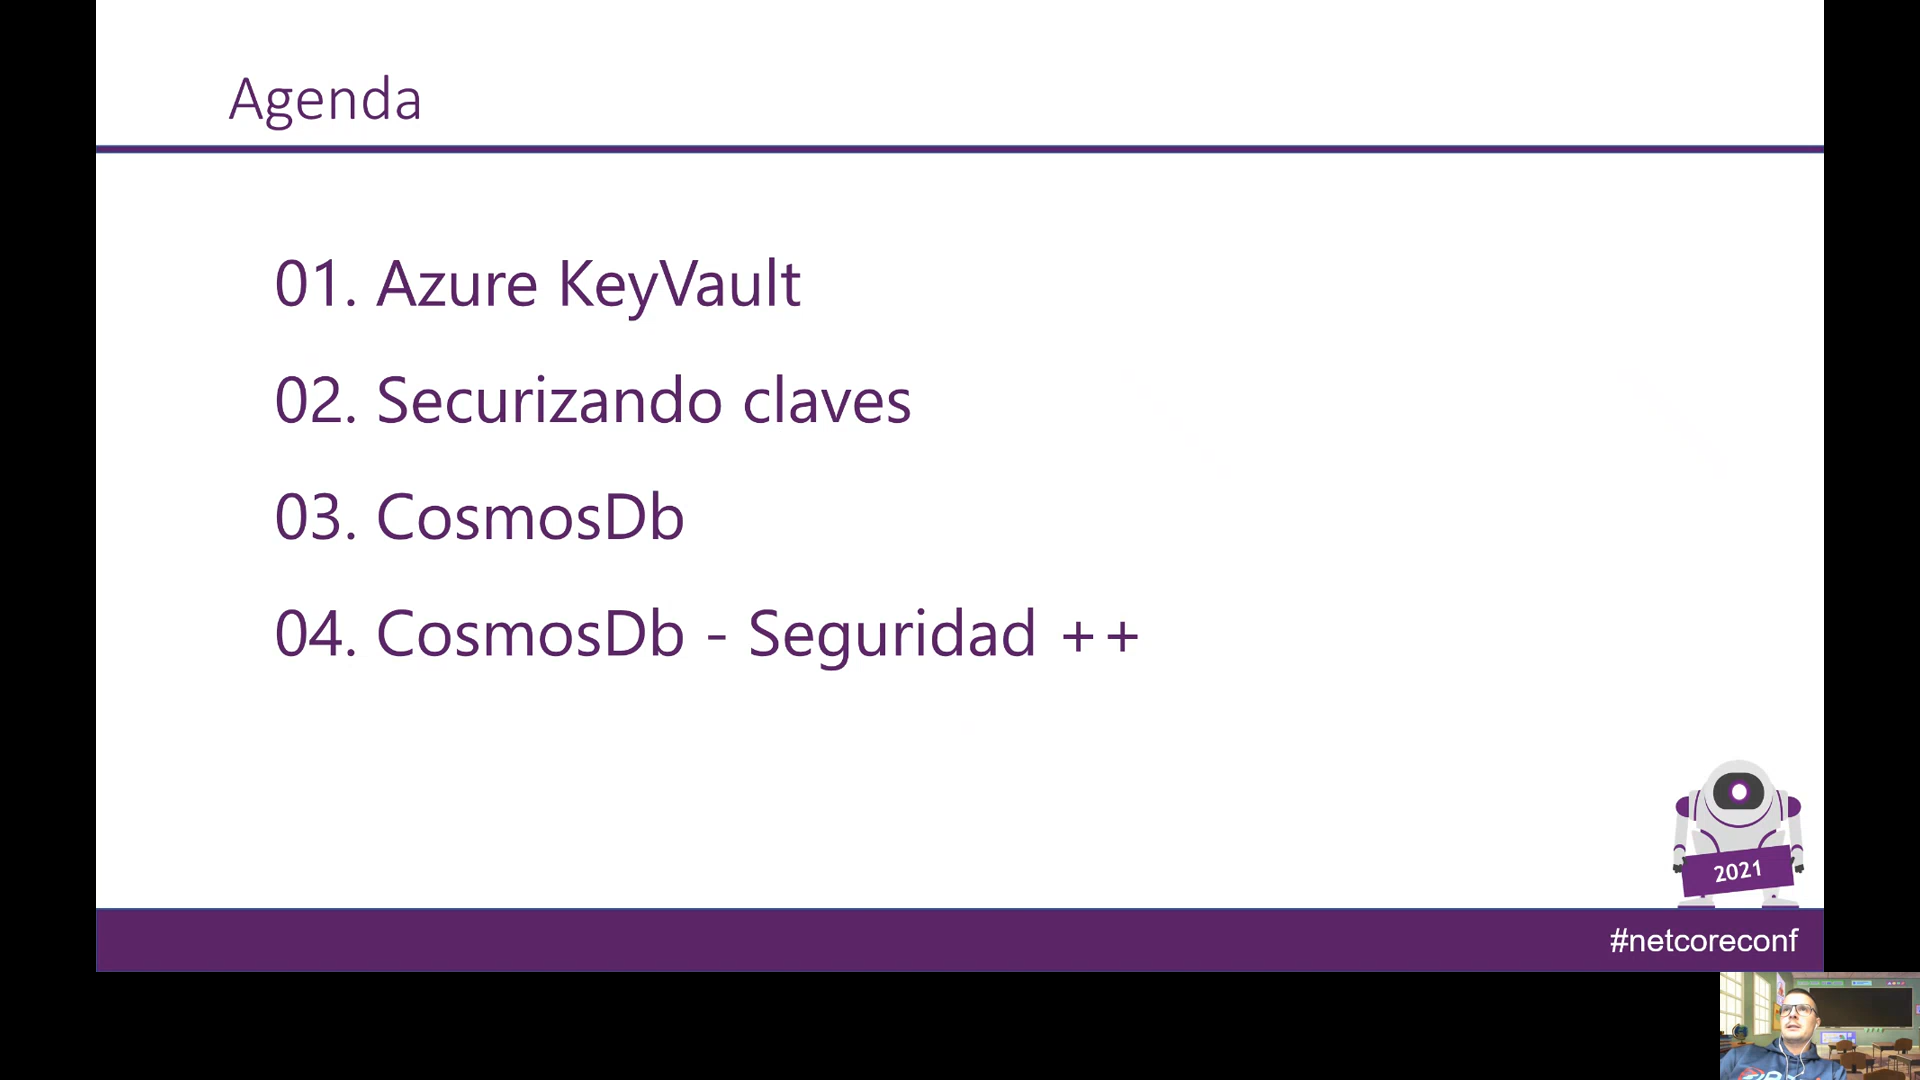 Agenda
01. Azure KeyVault
02. Securizando claves
03. CosmosDb
04. CosmosDb - Seguridad ++
2021
#netcoreconf